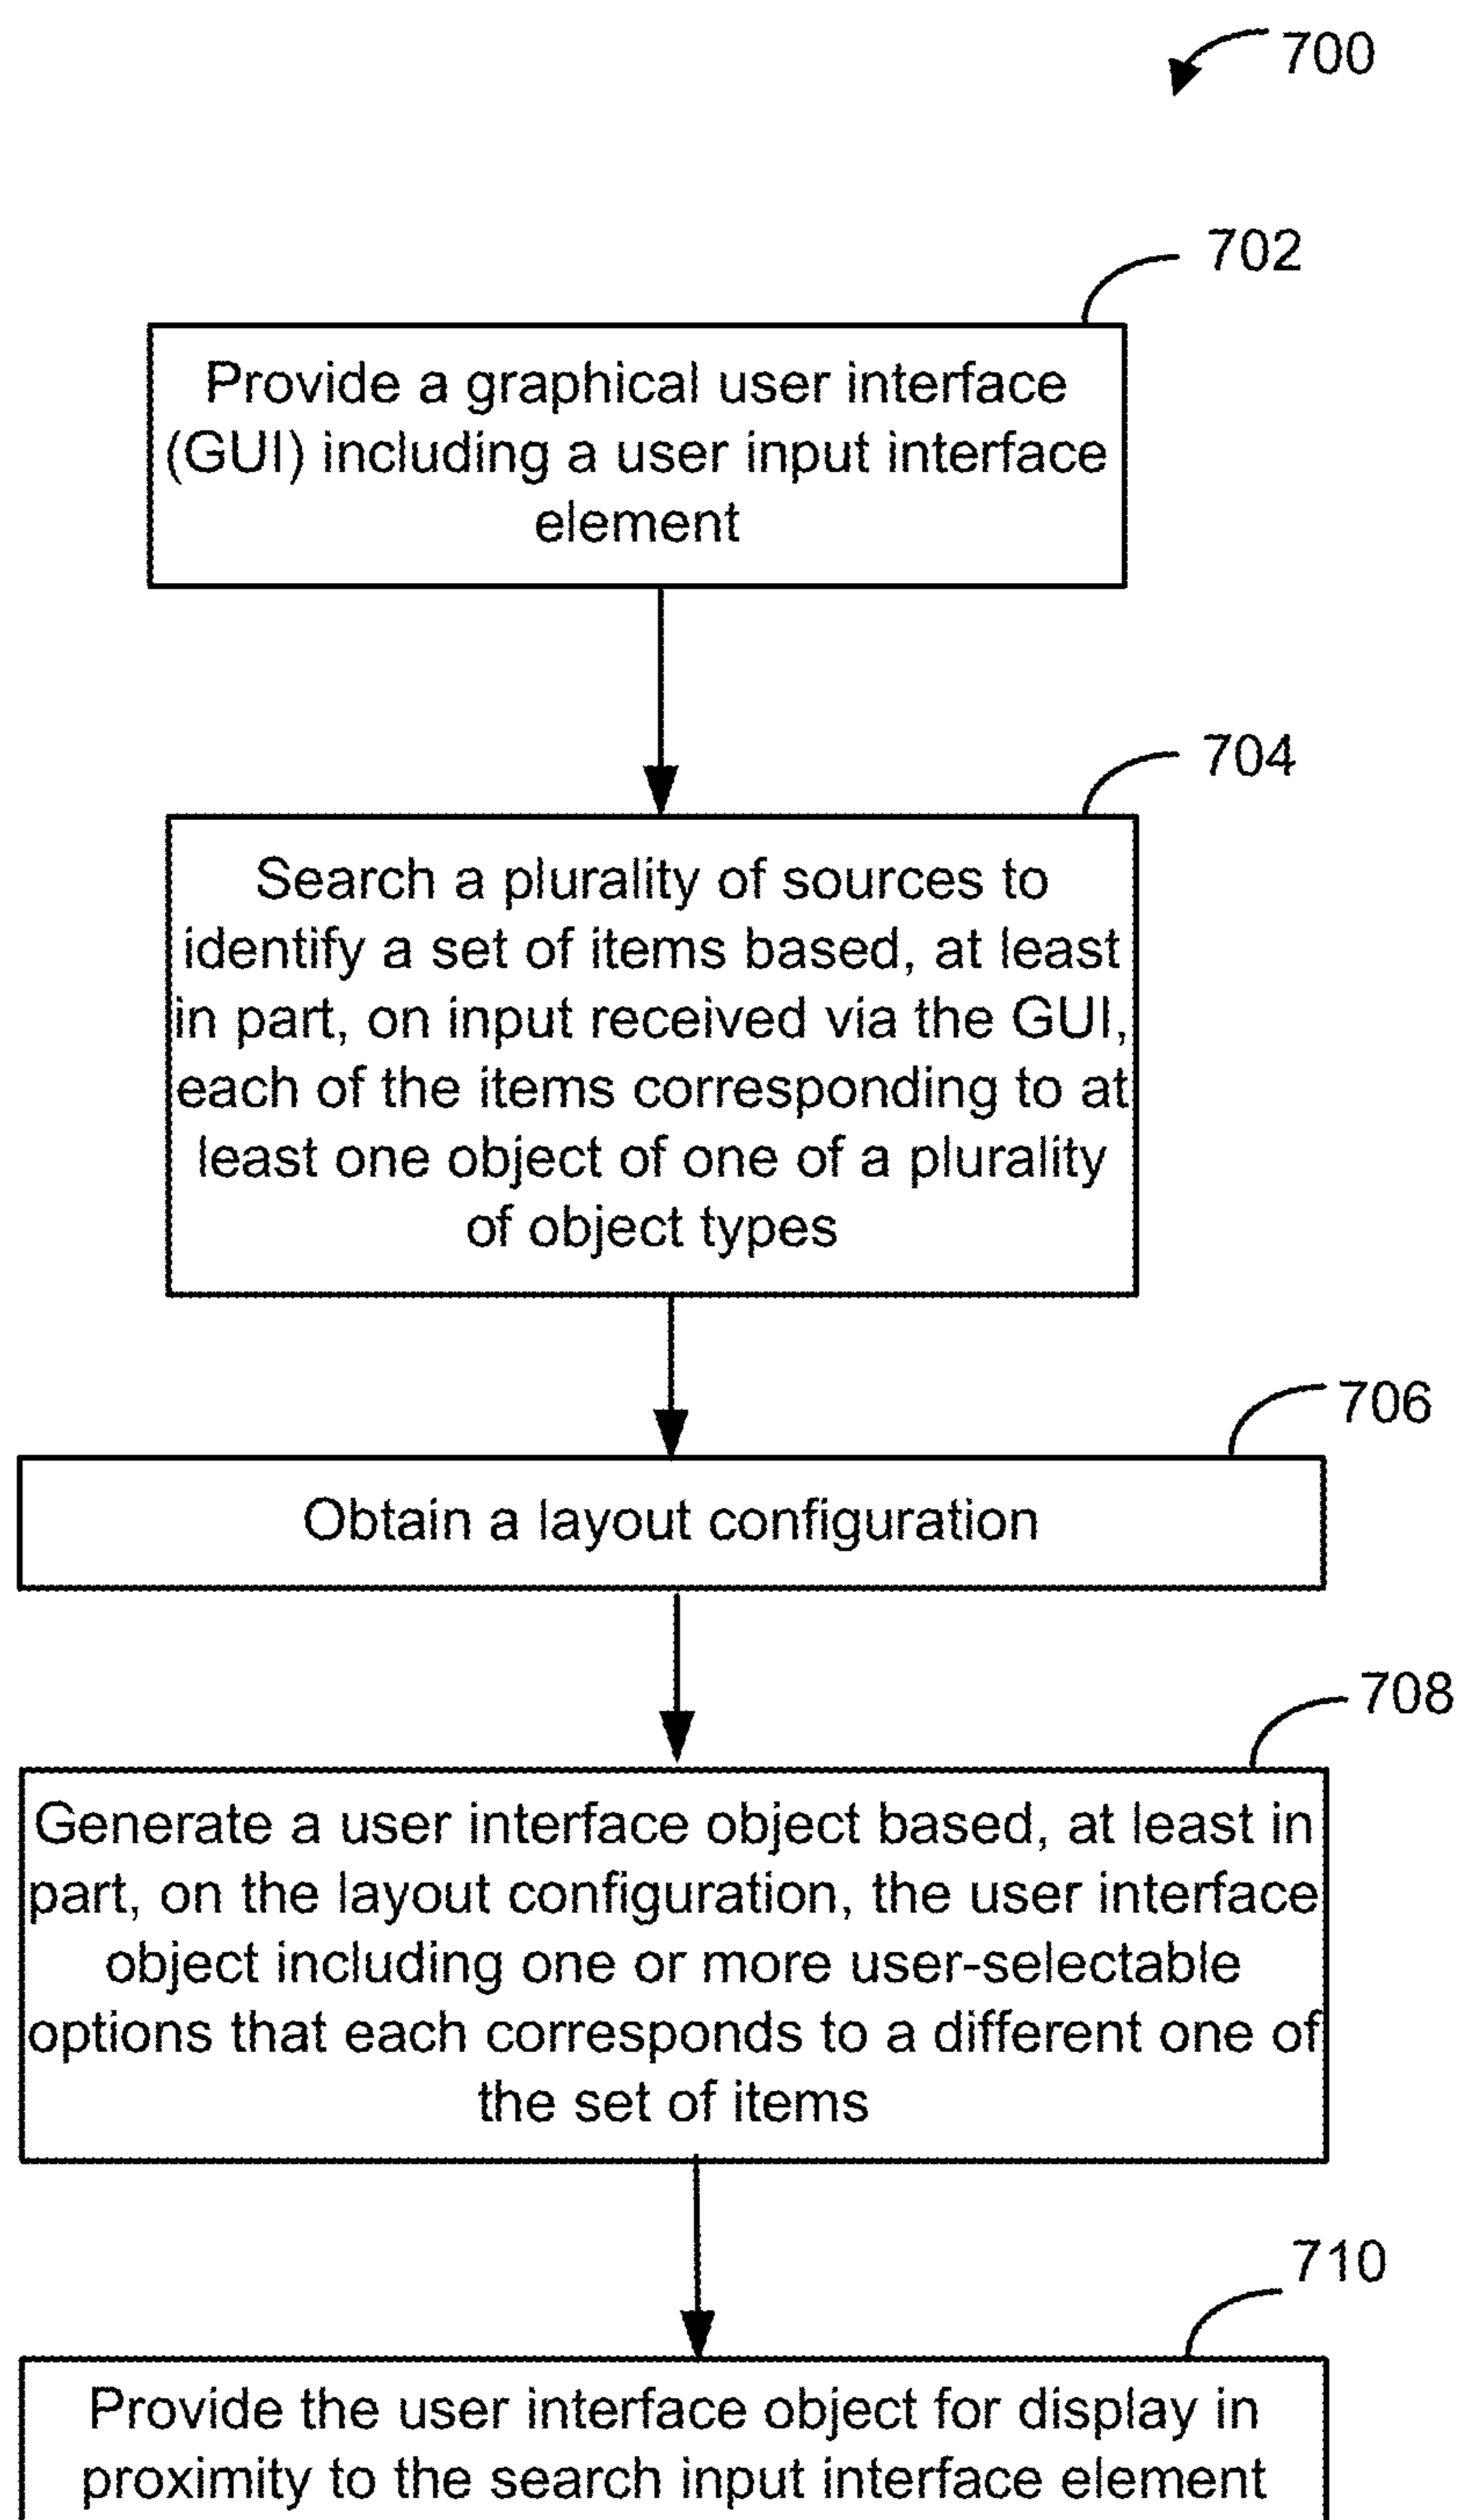 700
702
Provide a graphical user interface
(GUI) including a user input interface
element
704
Search a plurality of sources to
identify a set of items based, at least
in part, on input received via the GUI,
each of the items corresponding to at
least one object of one of a plurality
of object types
706
Obtain a layout configuration
708
Generate a user interface object based, at least in
part, on the layout configuration, the user interface
object including one or more user-selectable
options that each corresponds to a different one of
the set of items
710
Provide the user interface object for display in
proximity to the search input interface element